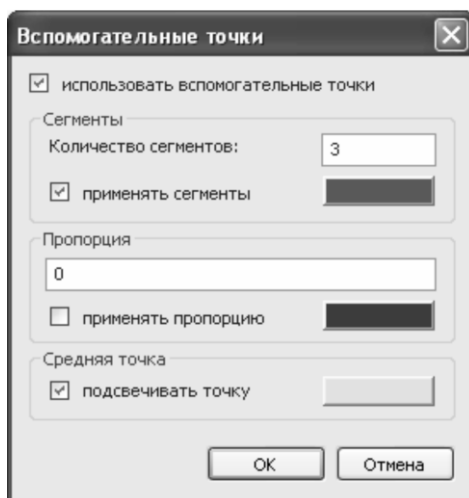 Вспомогательные точки
использовать вспомогательные точки
Сегменты
Количество сегментов: 3
применять сегменты
Пропорция
0
применять пропорцию
Средняя точка
подсвечивать точку
OK Отмена